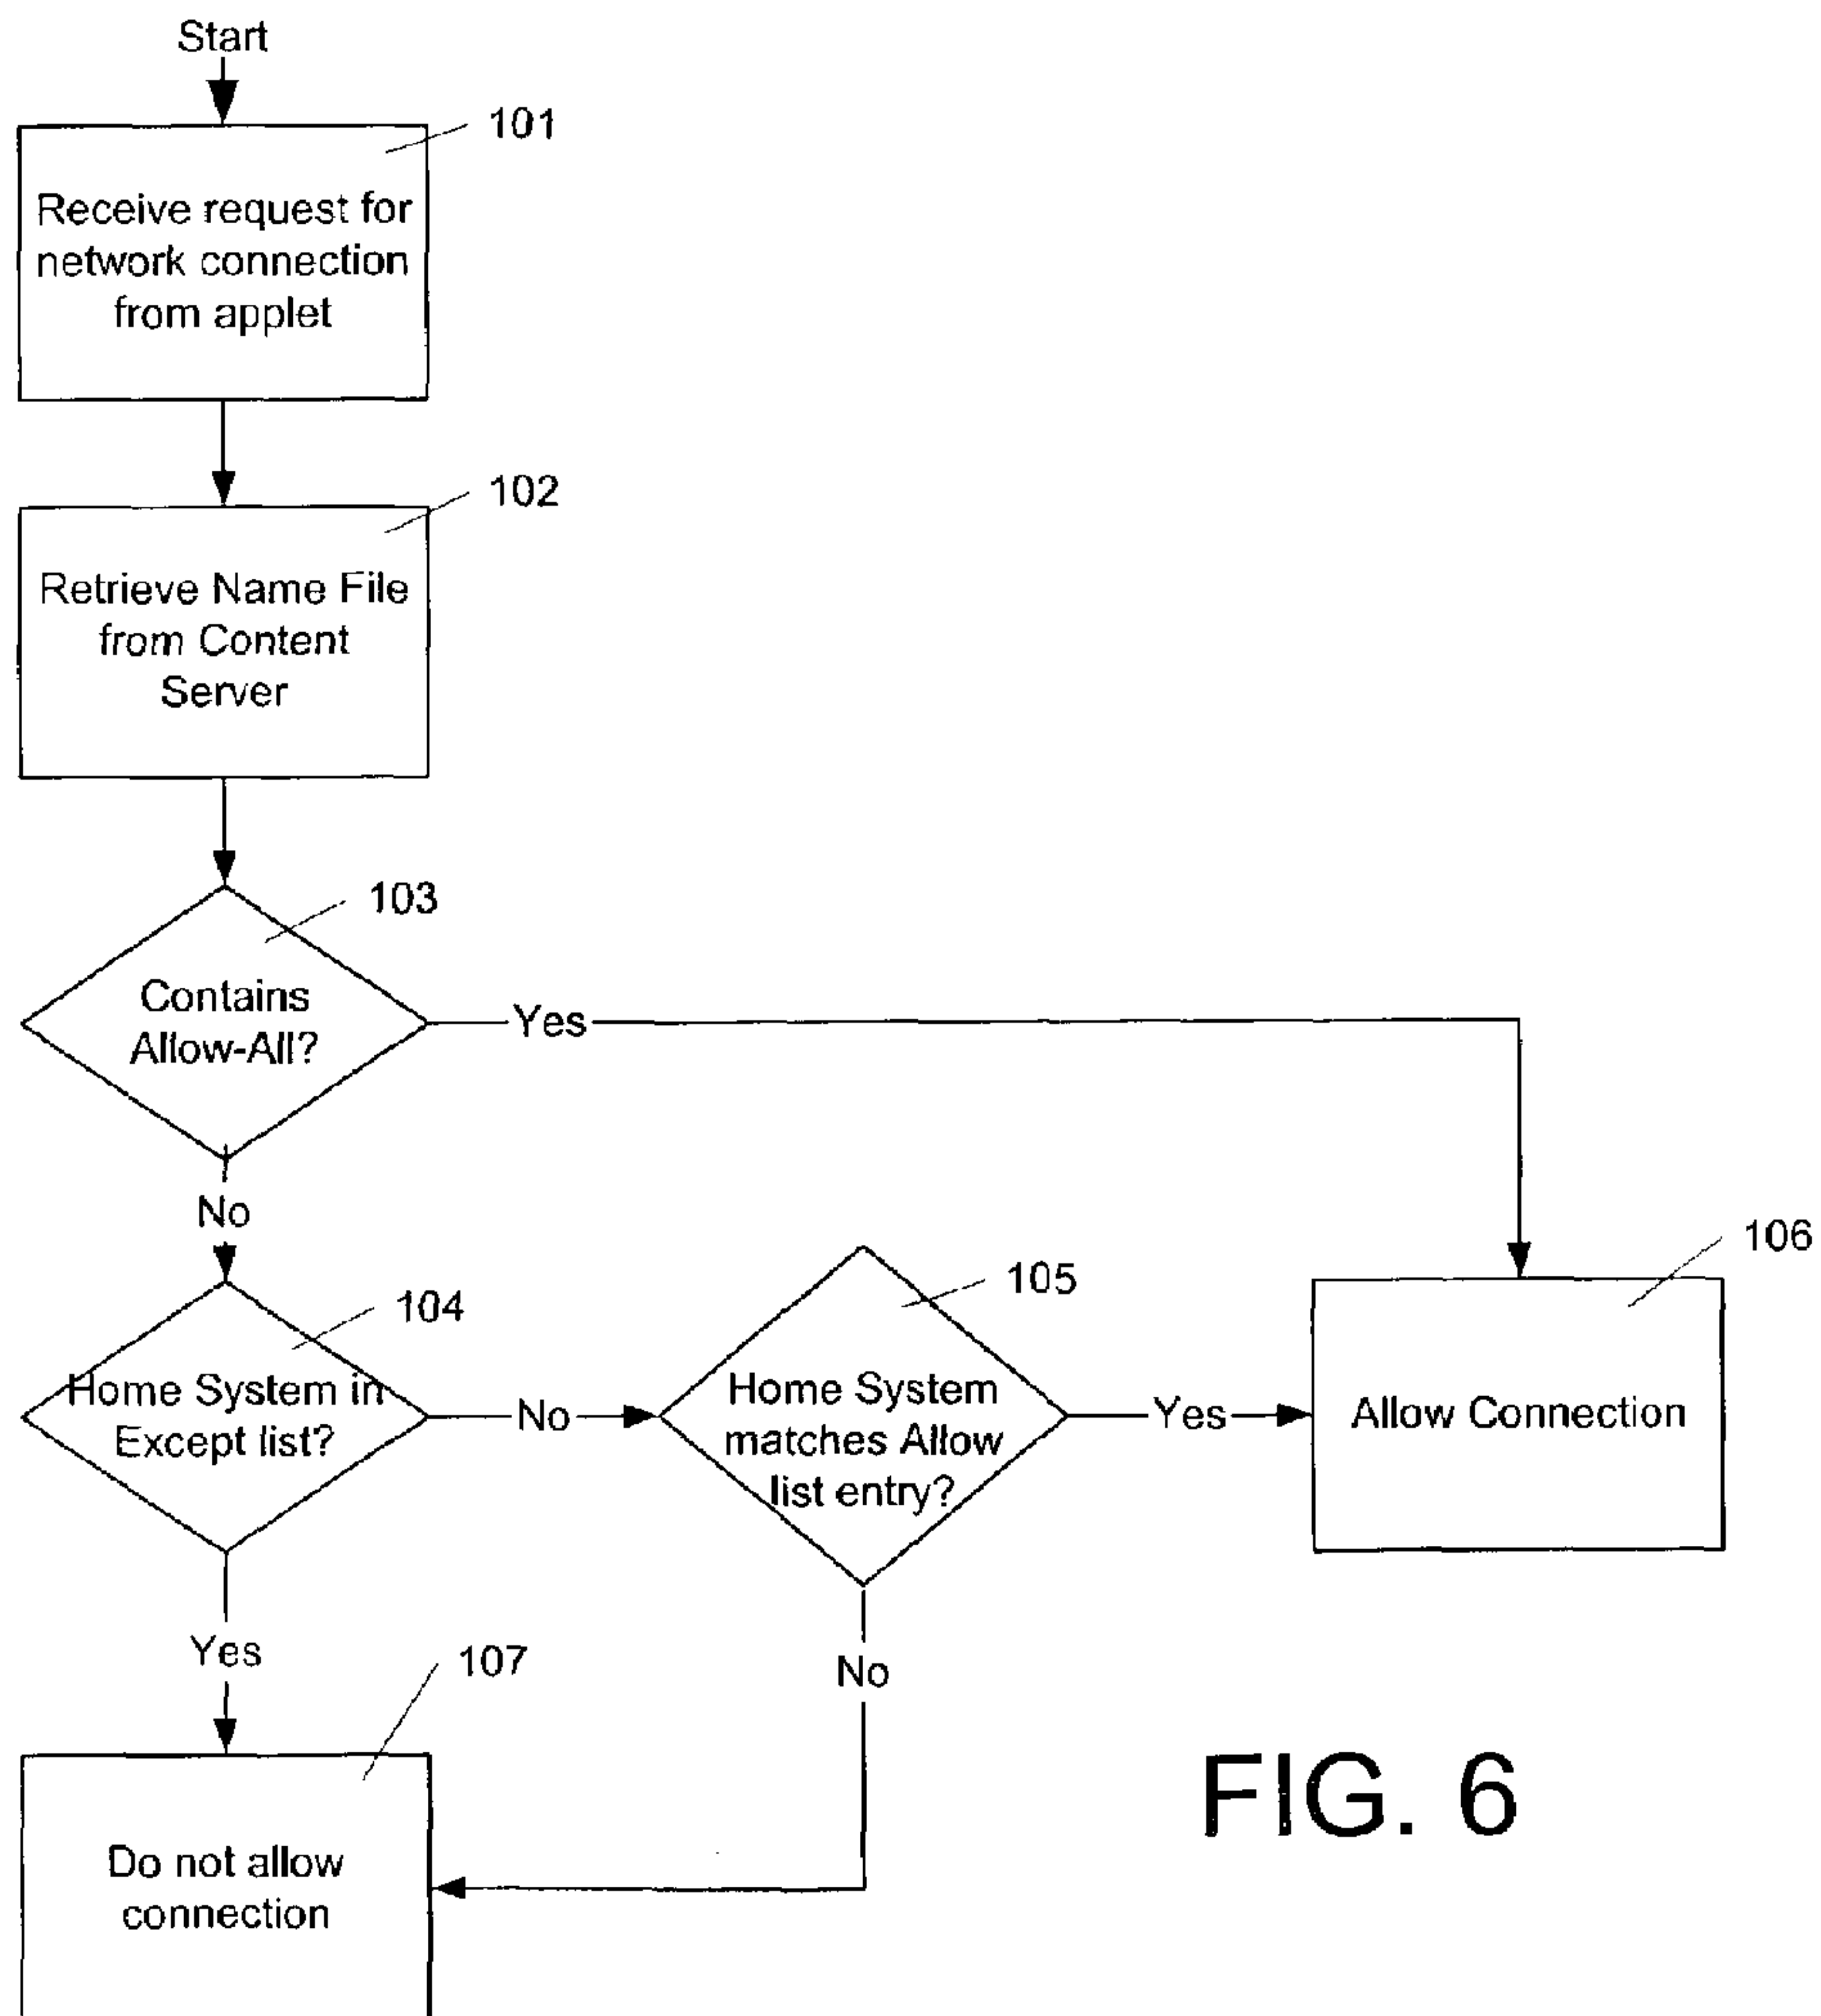 Start
101
Receive request for
network connection
from applet
102
Retrieve Name File
from Content
Server
103
Contains
Allow-All?
Yes
No
104
Home System in
Except list?
No
105
Home System
matches Allow
list entry?
Yes
106
Allow Connection
Yes
No
107
Do not allow
connection
FIG. 6